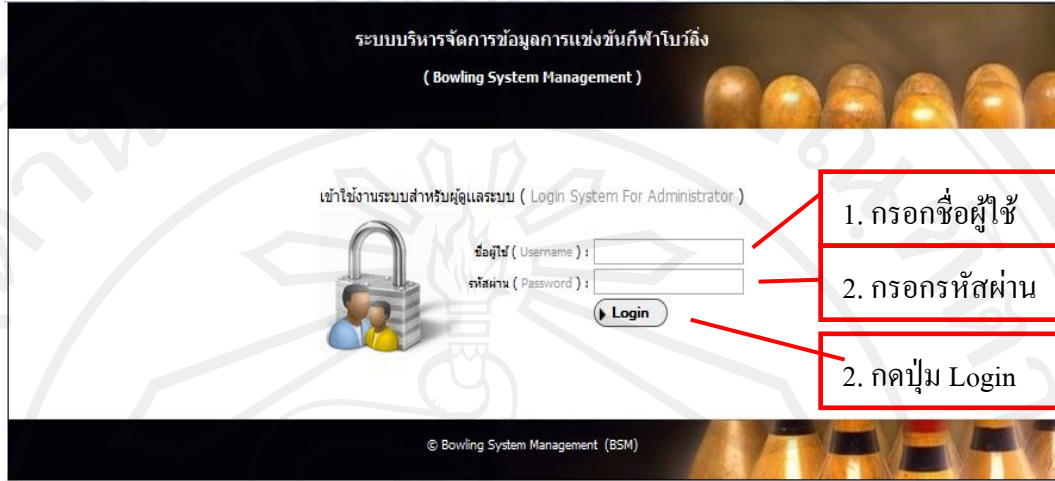 ระบบบริหารจัดการข้อมูลการแข่งขันกีฬาโบว์ลิ่ง
( Bowling System Management )
เข้าใช้งานระบบสำหรับผู้ดูแลระบบ ( Login System For Administrator )
1. กรอกชื่อผู้ใช้
ชื่อผู้ใช้ ( Username ) :
รหัสผ่าน ( Password ) :
2. กรอกรหัสผ่าน
Login
2. กดปุ่ม Login
© Bowling System Management (BSM)